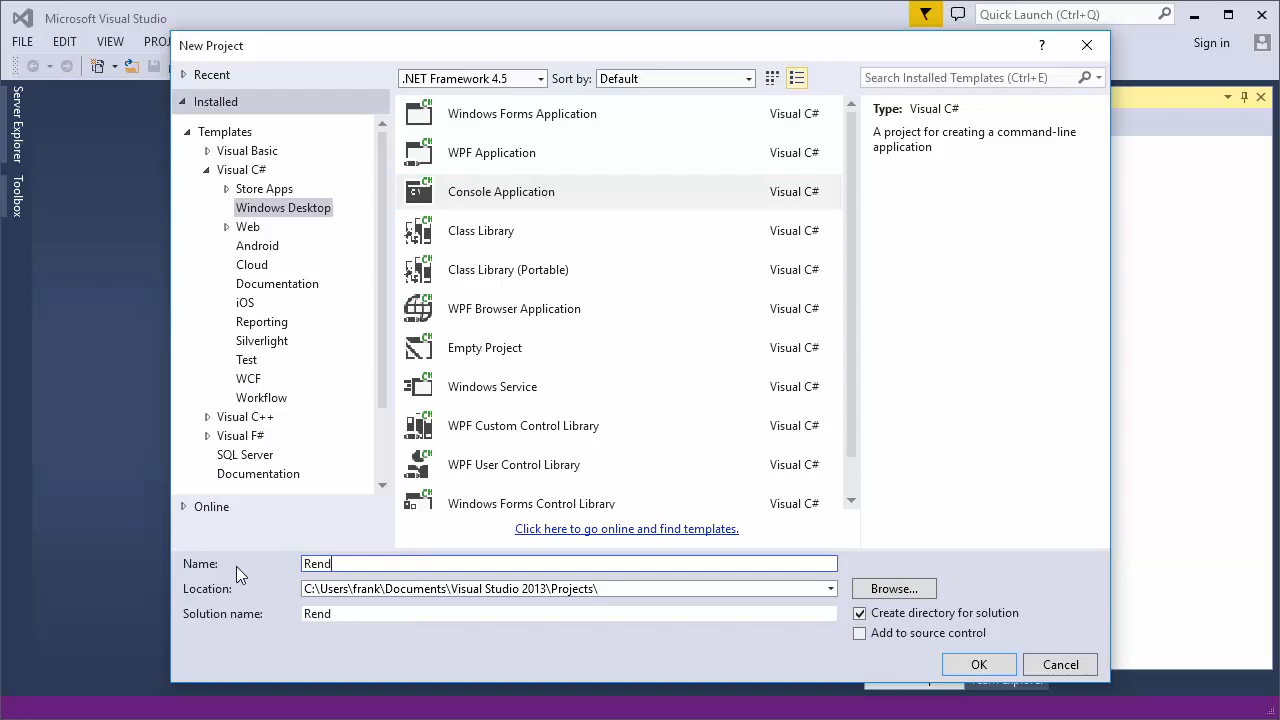 Microsoft Visual Studio
Quick Launch (Ctrl+Q)
FILE EDIT VIEW
Sign in
Server Explorer
Toolbox
New Project
?
Recent
.NET Framework 4.5 Sort by: Default
Search Installed Templates (Ctrl+E)
Installed
Templates
Visual Basic
Visual C#
Store Apps
Windows Desktop
Web
Android
Cloud
Documentation
iOS
Reporting
Silverlight
Test
WCF
Workflow
Visual C++
Visual F#
SQL Server
Documentation
Online
Windows Forms Application Visual C#
WPF Application Visual C#
Console Application Visual C#
Class Library Visual C#
Class Library (Portable) Visual C#
WPF Browser Application Visual C#
Empty Project Visual C#
Windows Service Visual C#
WPF Custom Control Library Visual C#
WPF User Control Library Visual C#
Windows Forms Control Library Visual C#
Click here to go online and find templates.
Type: Visual C#
A project for creating a command-line
application
Name: Rend
Location: C:\Users\frank\Documents\Visual Studio 2013\Projects\
Browse...
Solution name: Rend
Create directory for solution
Add to source control
OK Cancel